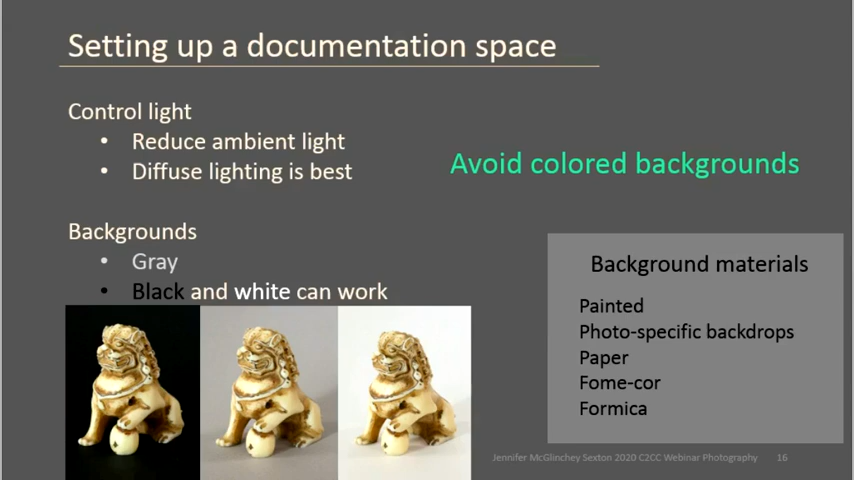 Setting up a documentation space
Control light
• Reduce ambient light
• Diffuse lighting is best
Avoid colored backgrounds
Backgrounds
• Gray
• Black and white can work
Background materials
Painted
Photo-specific backdrops
Paper
Fome-cor
Formica
Jennifer McGlinchey Sexton 2020 C2CC Webinar Photography 16